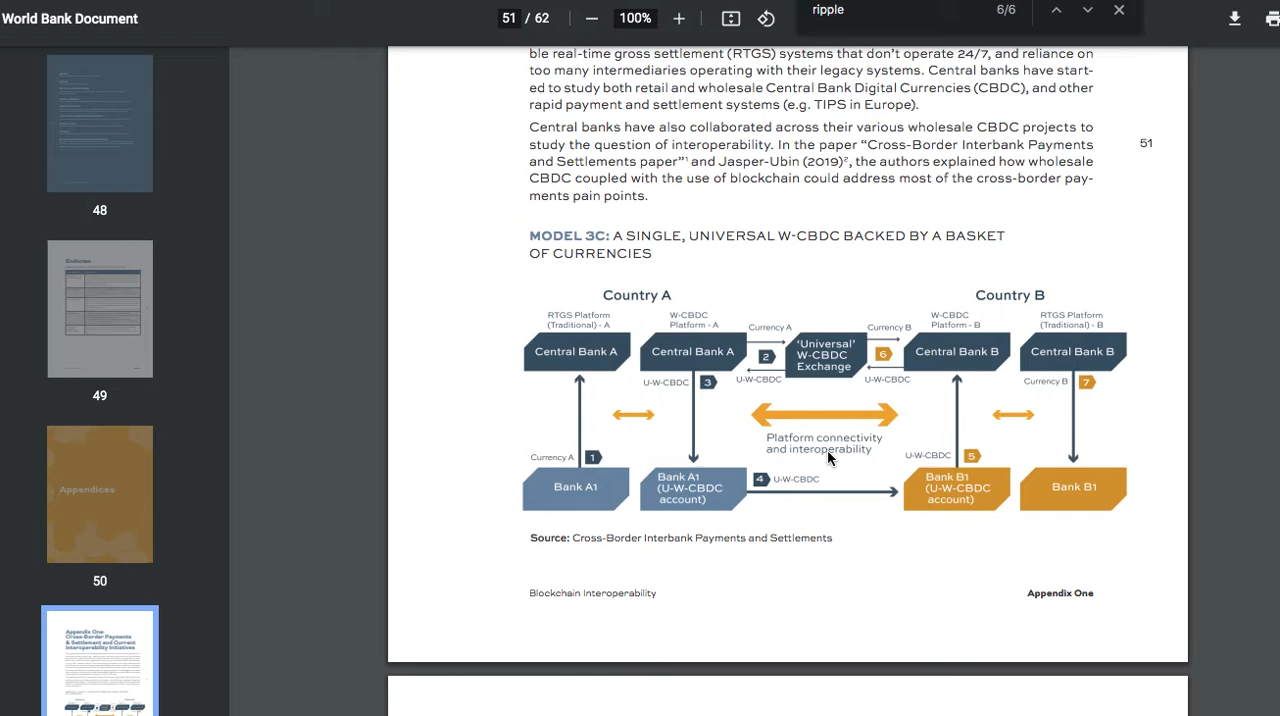 World Bank Document
51 / 62
100%
ripple
6/6
48
Endnotes
49
Appendices
50
Appendix One
Cross-Border Payments
& Settlement and Current
Interoperability Initiatives
ble real-time gross settlement (RTGS) systems that don't operate 24/7, and reliance on
too many intermediaries operating with their legacy systems. Central banks have start-
ed to study both retail and wholesale Central Bank Digital Currencies (CBDC), and other
rapid payment and settlement systems (e.g. TIPS in Europe).
Central banks have also collaborated across their various wholesale CBDC projects to
study the question of interoperability. In the paper “Cross-Border Interbank Payments
and Settlements paper”¹ and Jasper-Ubin (2019)², the authors explained how wholesale
CBDC coupled with the use of blockchain could address most of the cross-border pay-
ments pain points.
51
MODEL 3C: A SINGLE, UNIVERSAL W-CBDC BACKED BY A BASKET
OF CURRENCIES
Country A
Country B
RTGS Platform
(Traditional) - A
W-CBDC
Platform - A
W-CBDC
Platform - B
RTGS Platform
(Traditional) - B
Central Bank A
Central Bank A
Currency A
2
U-W-CBDC
'Universal'
W-CBDC
Exchange
Currency B
6
U-W-CBDC
Central Bank B
Central Bank B
U-W-CBDC
3
Currency B
7
Platform connectivity
and interoperability
Currency A
1
U-W-CBDC
5
Bank A1
Bank A1
(U-W-CBDC
account)
4
U-W-CBDC
Bank B1
(U-W-CBDC
account)
Bank B1
Source: Cross-Border Interbank Payments and Settlements
Blockchain Interoperability
Appendix One